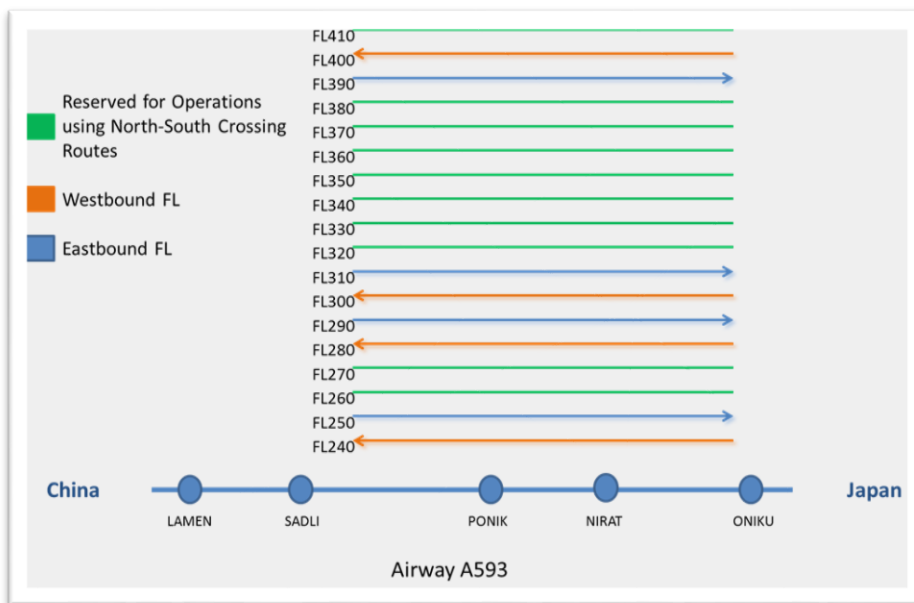 FL410
FL400
FL390
FL380
FL370
FL360
FL350
FL340
FL330
FL320
FL310
FL300
FL290
FL280
FL270
FL260
FL250
FL240
Reserved for Operations
using North-South Crossing
Routes
Westbound FL
Eastbound FL
China
Japan
LAMEN
SADLI
PONIK
NIRAT
ONIKU
Airway A593